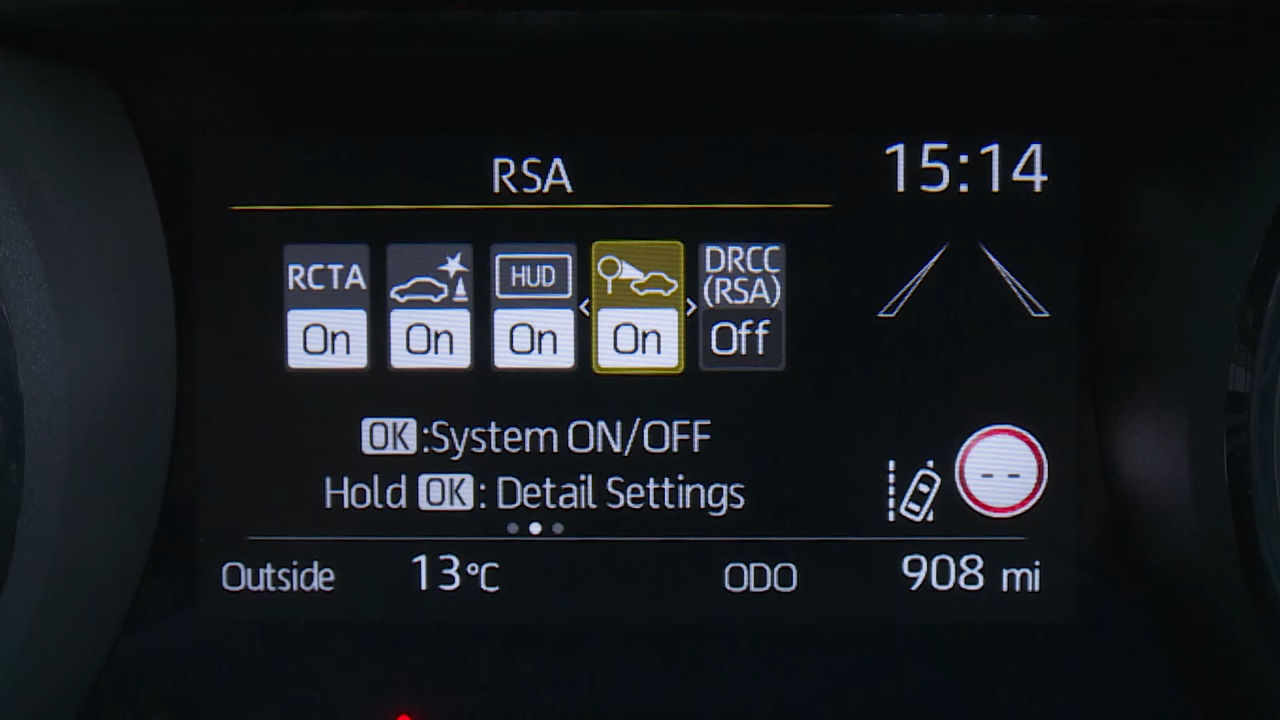 RSA
15:14
RCTA
HUD
DRCC
(RSA)
On
On
On
On
Off
OK :System ON/OFF
Hold OK : Detail Settings
- -
Outside 13°C ODO 908 mi